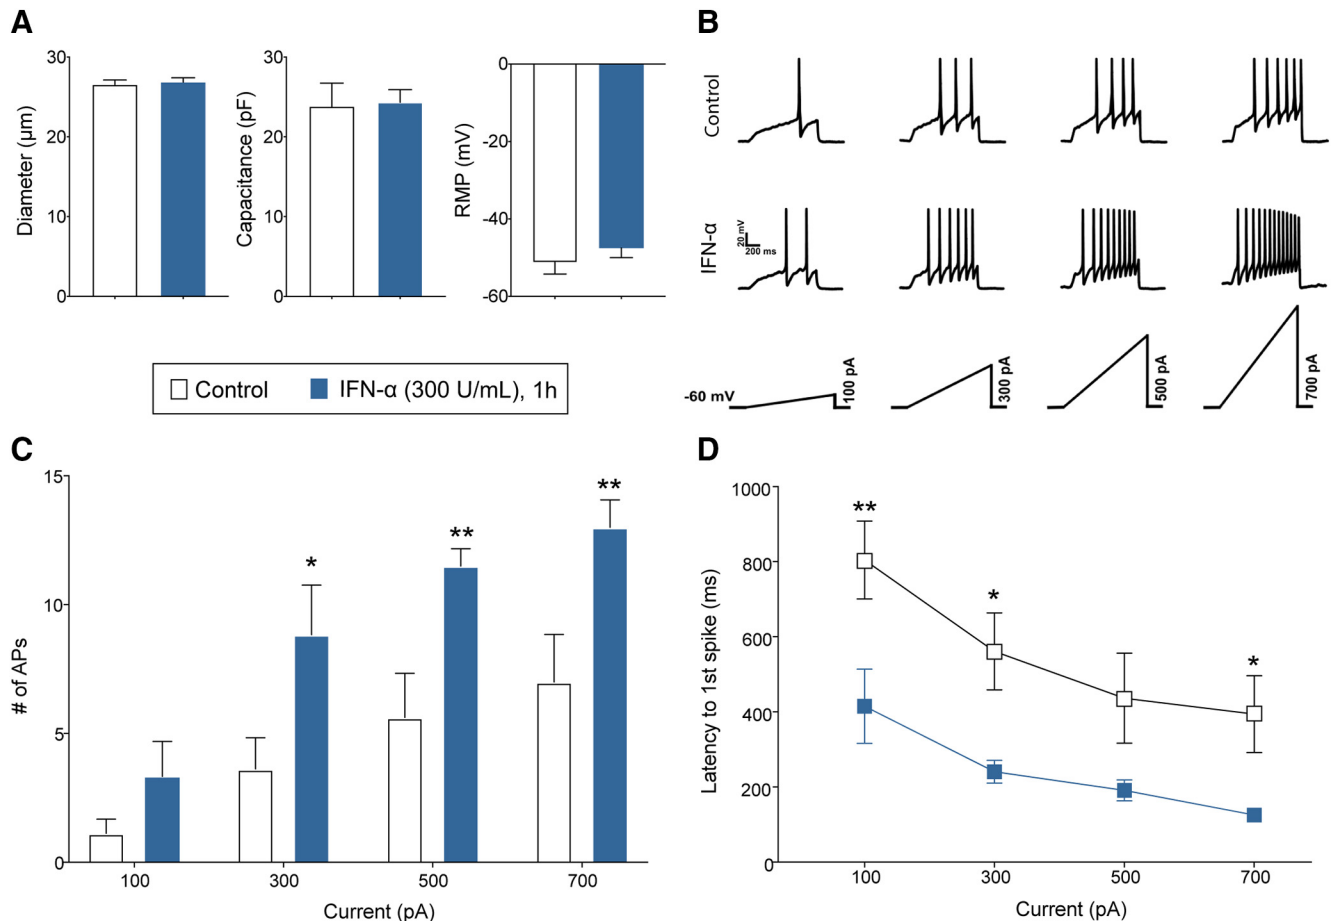 A
30
20
10
0
Diameter (μm)
30
20
10
0
Capacitance (pF)
0
-20
-40
-60
RMP (mV)
Control
IFN-α (300 U/mL), 1h
B
Control
IFN-α
20 mV
200 ms
-60 mV
100 pA
300 pA
500 pA
700 pA
C
15
10
5
0
# of APs
*
**
**
100
300
500
700
Current (pA)
D
1000
800
600
400
200
0
Latency to 1st spike (ms)
**
*
*
100
300
500
700
Current (pA)